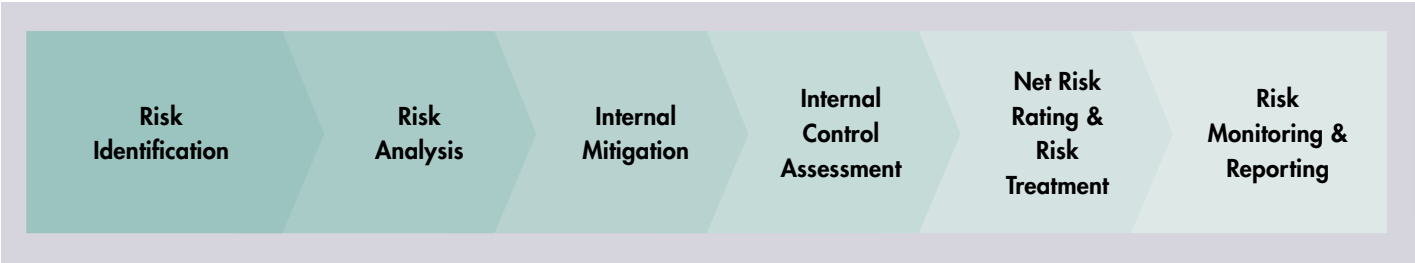 Risk
Identification
Risk
Analysis
Internal
Mitigation
Internal
Control
Assessment
Net Risk
Rating &
Risk
Treatment
Risk
Monitoring &
Reporting